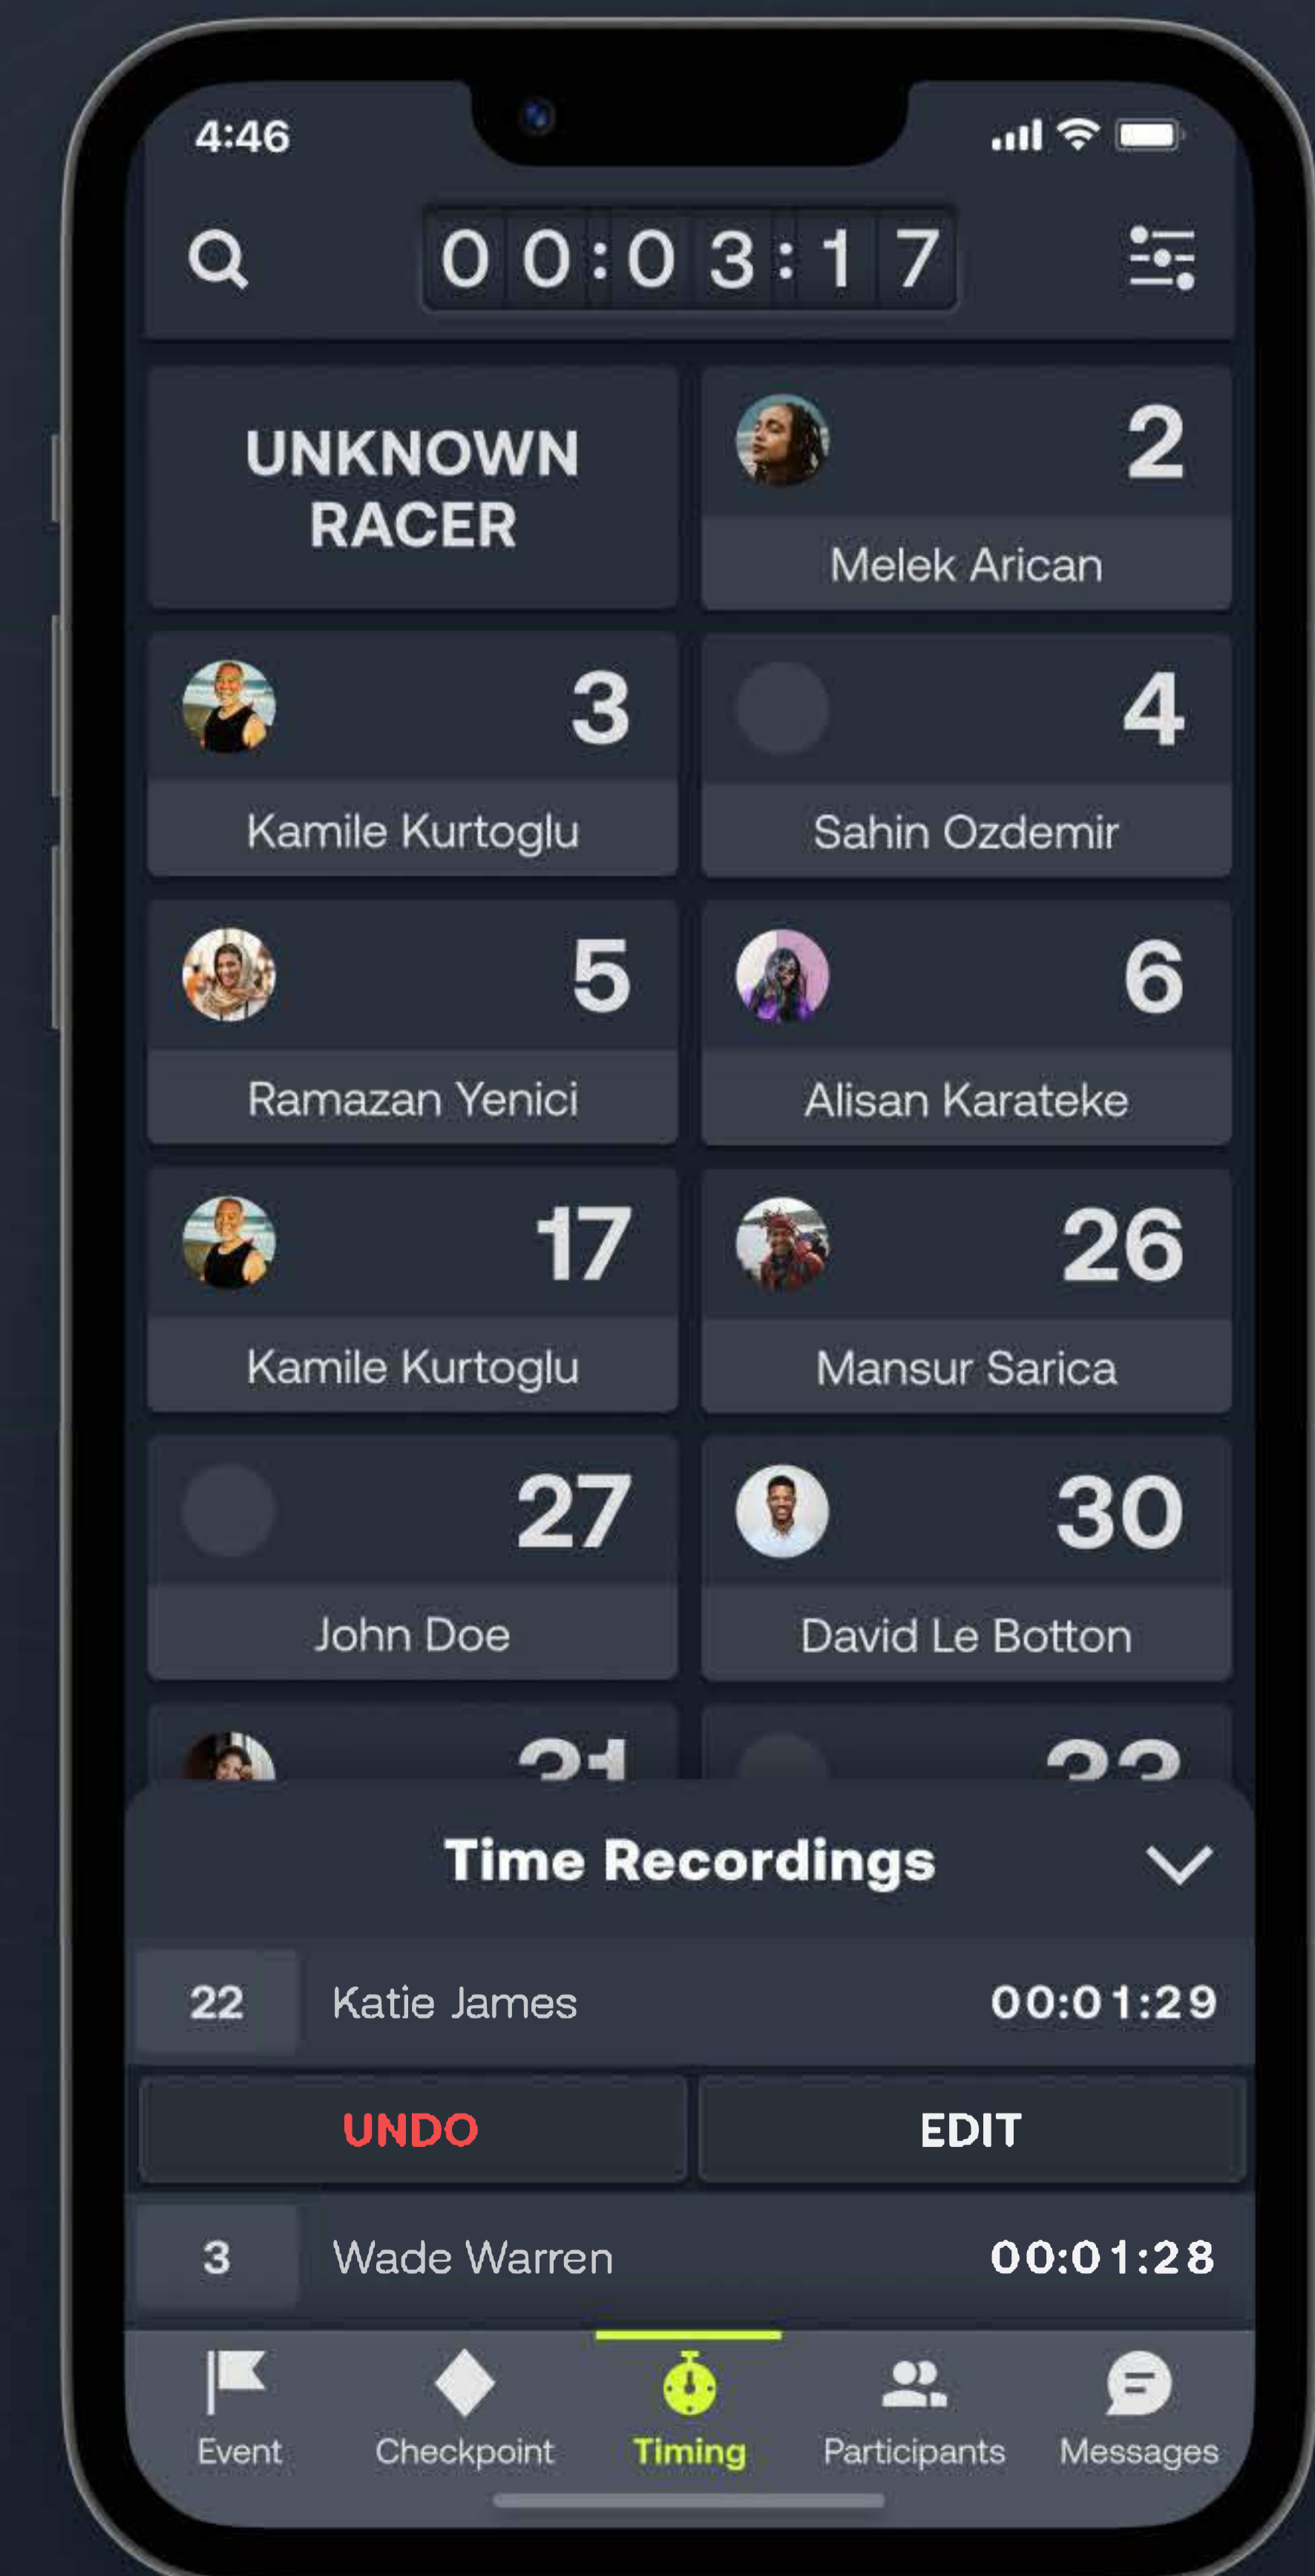 4:46
00:03:17
UNKNOWN
RACER
2
Melek Arican
3
Kamile Kurtoglu
4
Sahin Ozdemir
5
Ramazan Yenici
6
Alisan Karateke
17
Kamile Kurtoglu
26
Mansur Sarica
27
John Doe
30
David Le Botton
Time Recordings
22 Katie James 00:01:29
UNDO EDIT
3 Wade Warren 00:01:28
Event Checkpoint Timing Participants Messages